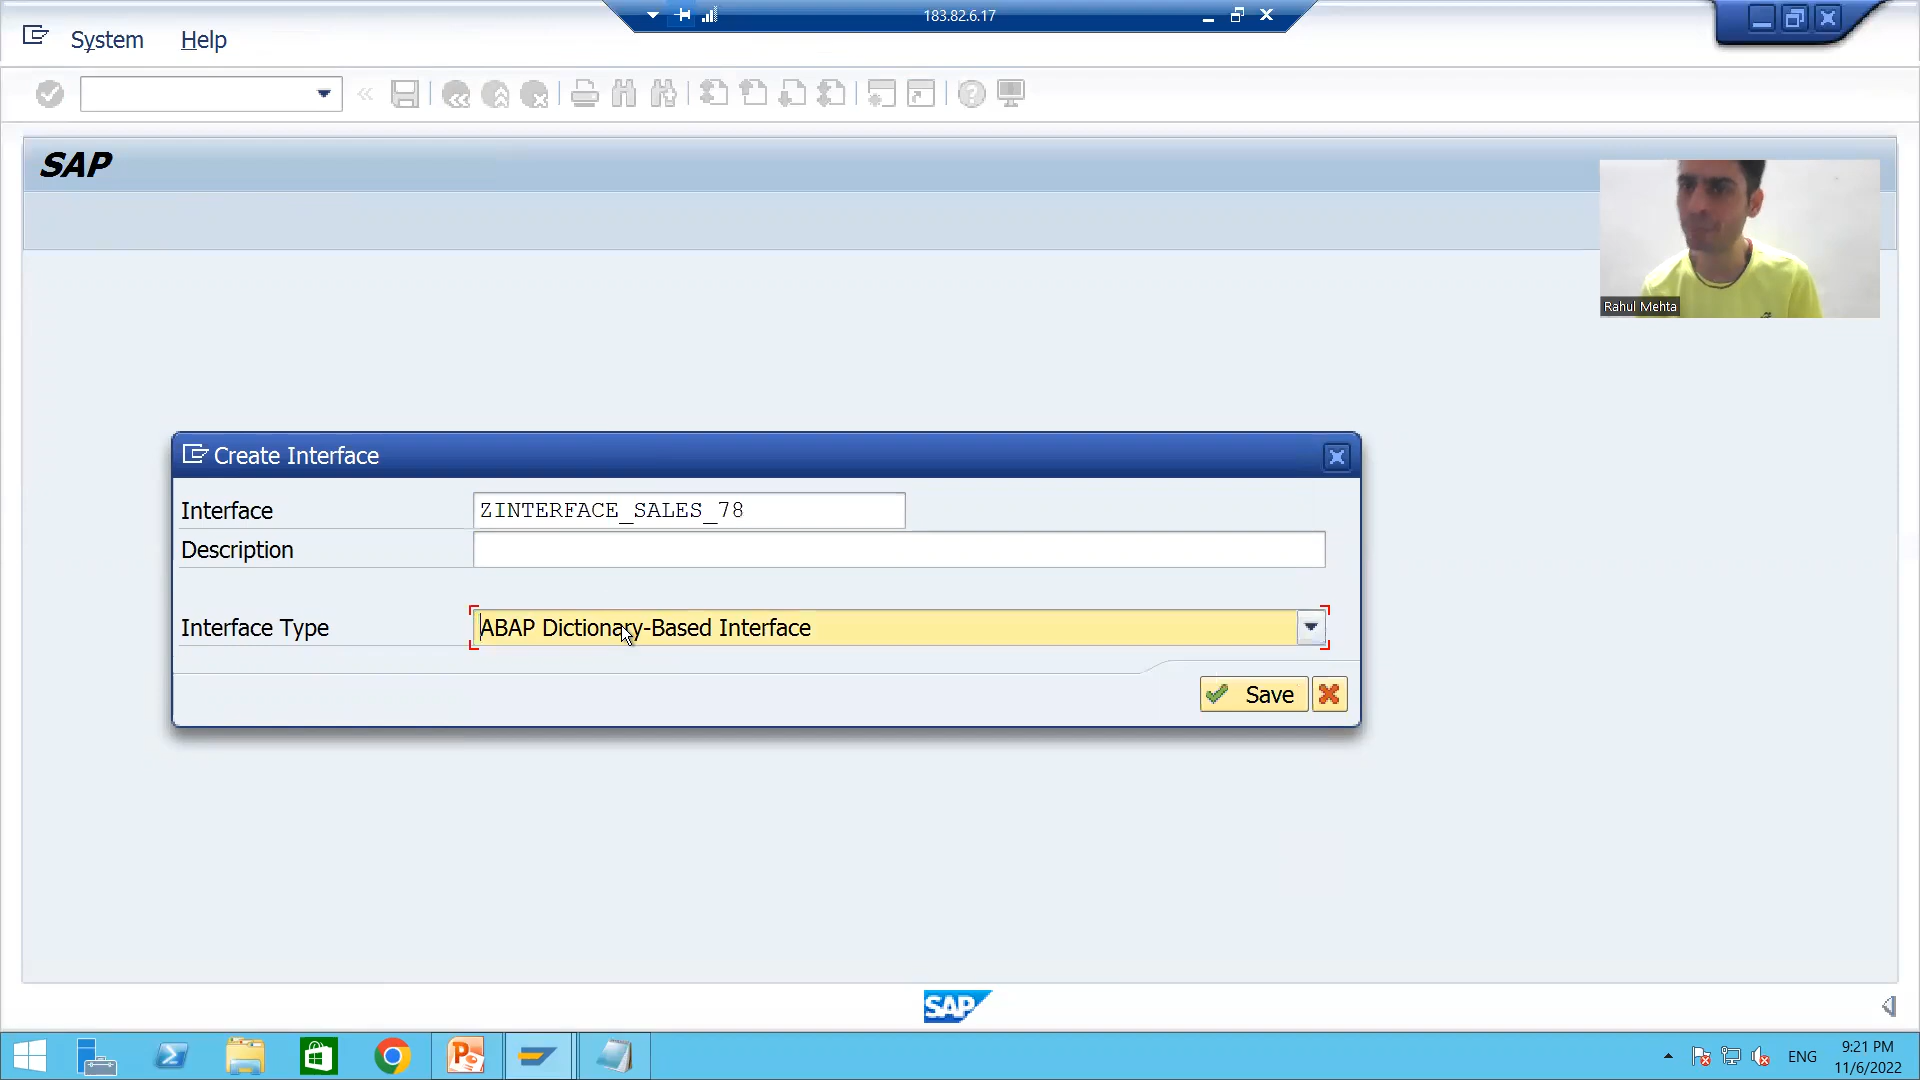 183.82.6.17
System Help
SAP
Rahul Mehta
Create Interface
Interface ZINTERFACE_SALES_78
Description
Interface Type ABAP Dictionary-Based Interface
Save
SAP
ENG
9:21 PM
11/6/2022